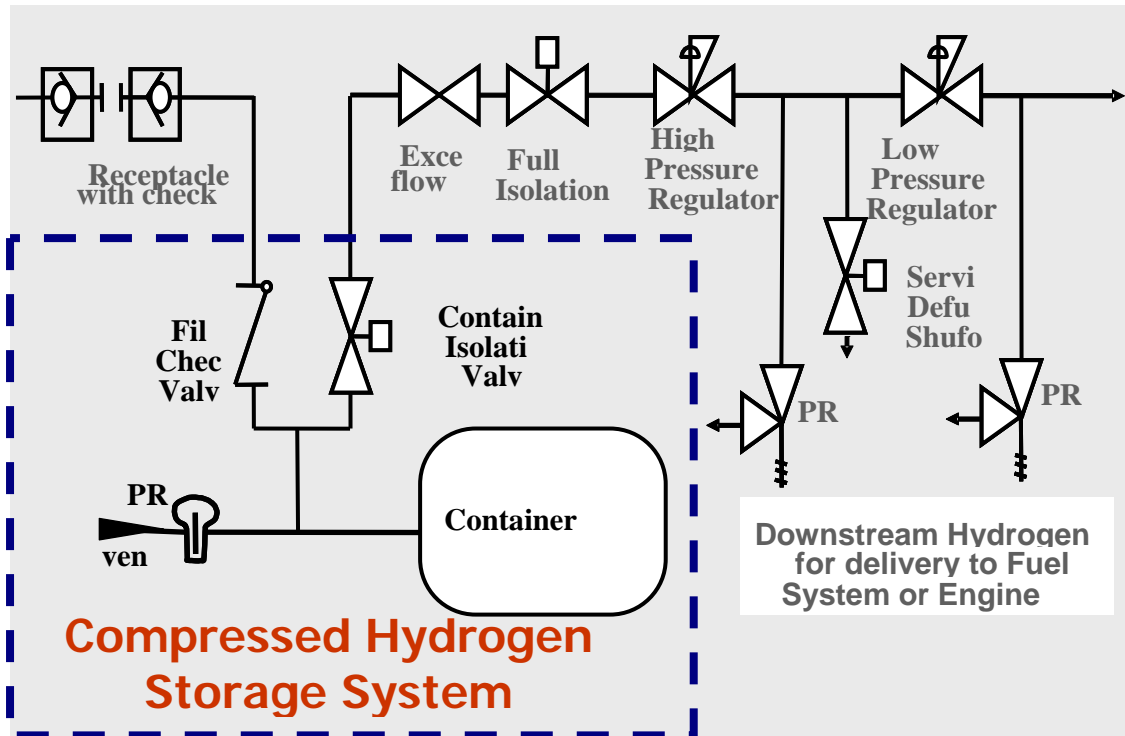 Receptacle
with check
Exce
flow
Full
Isolation
High
Pressure
Regulator
Low
Pressure
Regulator
Servi
Defu
Shufo
Fil
Chec
Valv
Contain
Isolati
Valv
PR
PR
PR
ven
Container
Downstream Hydrogen
for delivery to Fuel
System or Engine
Compressed Hydrogen
Storage System